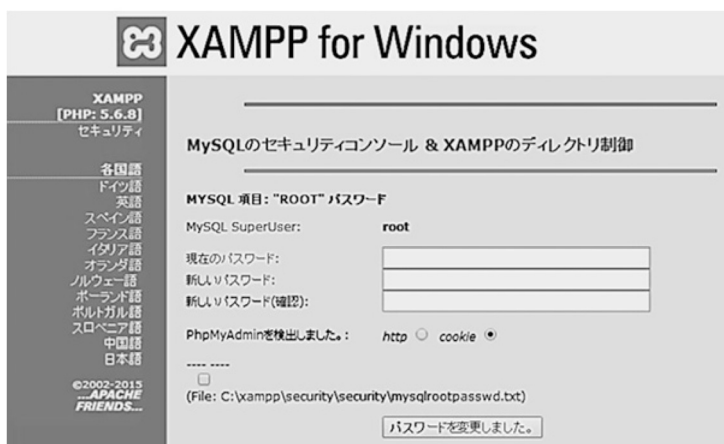 XAMPP for Windows
XAMPP
[PHP: 5.6.8]
セキュリティ
各国語
ドイツ語
英語
スペイン語
フランス語
イタリア語
オランダ語
ノルウェー語
ポーランド語
ポルトガル語
スロベニア語
中国語
日本語
©2002-2015
...APACHE
FRIENDS...
MySQLのセキュリティコンソール & XAMPPのディレクトリ制御
MYSQL 項目: "ROOT" パスワード
MySQL SuperUser: root
現在のパスワード:
新しいパスワード:
新しいパスワード(確認):
PhpMyAdminを検出しました。: http cookie
---- ----
(File: C:\xampp\security\security\mysqlrootpasswd.txt)
パスワードを変更しました。